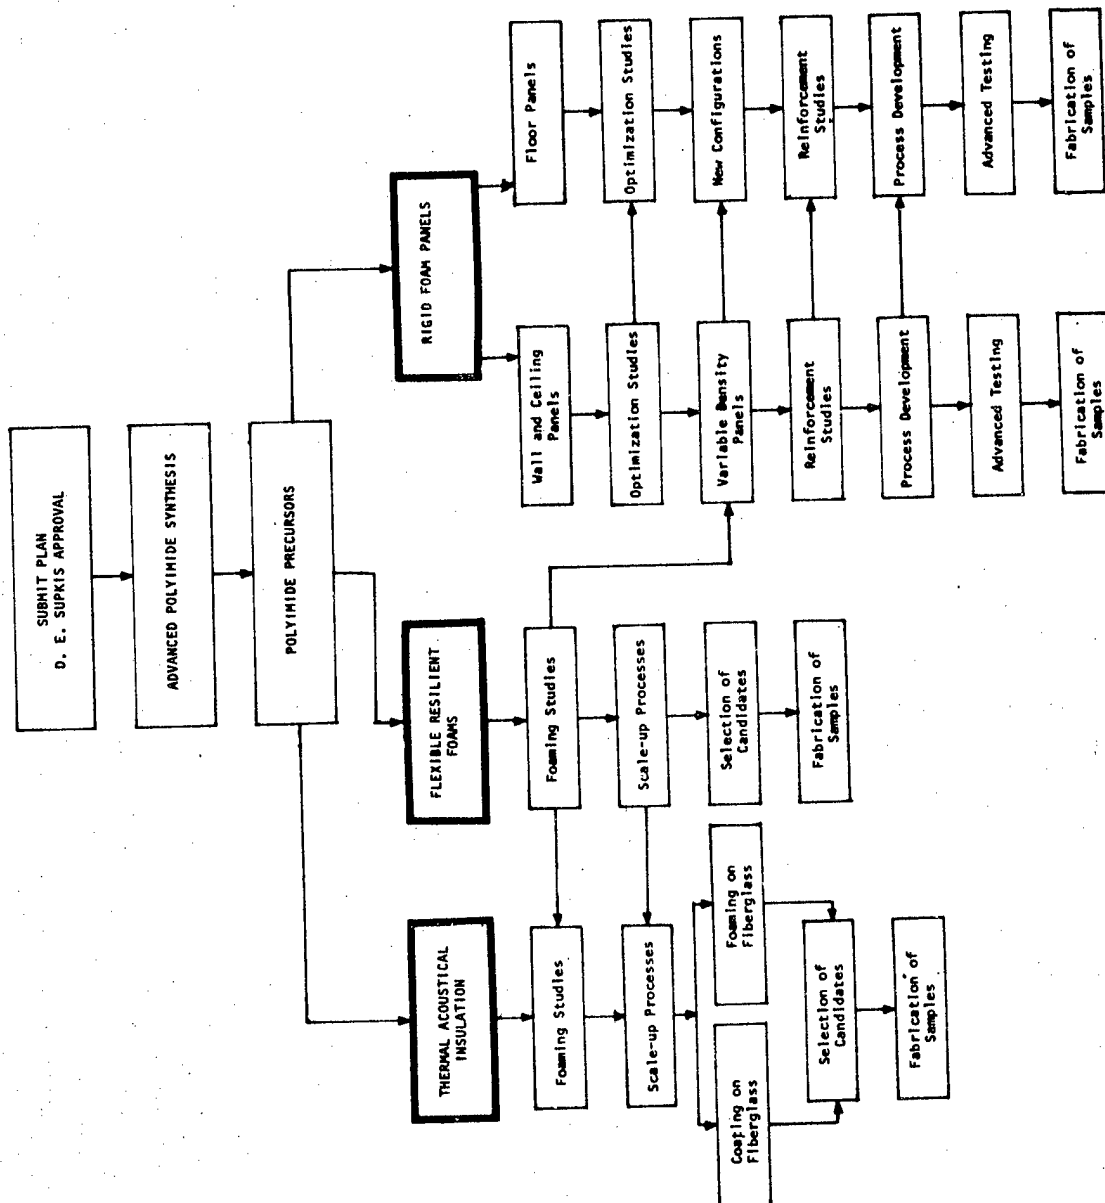 SUBMIT PLAN
D. E. SUPKIS APPROVAL
ADVANCED POLYIMIDE SYNTHESIS
POLYIMIDE PRECURSORS
THERMAL ACOUSTICAL
INSULATION
FLEXIBLE RESILIENT
FOAMS
RIGID FOAM PANELS
Foaming Studies
Scale-up Processes
Coating on
Fiberglass
Foaming on
Fiberglass
Selection of
Candidates
Fabrication of
Samples
Foaming Studies
Scale-up Processes
Selection of
Candidates
Fabrication of
Samples
Wall and Ceiling
Panels
Optimization Studies
Variable Density
Panels
Reinforcement
Studies
Process Development
Advanced Testing
Fabrication of
Samples
Floor Panels
Optimization Studies
New Configurations
Reinforcement
Studies
Process Development
Advanced Testing
Fabrication of
Samples